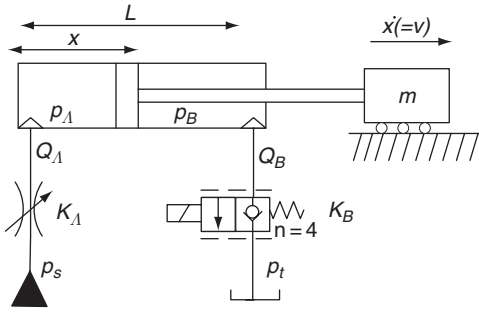 L
x
ẋ(=v)
p_A
p_B
m
Q_A
Q_B
K_A
K_B
n=4
p_s
p_t